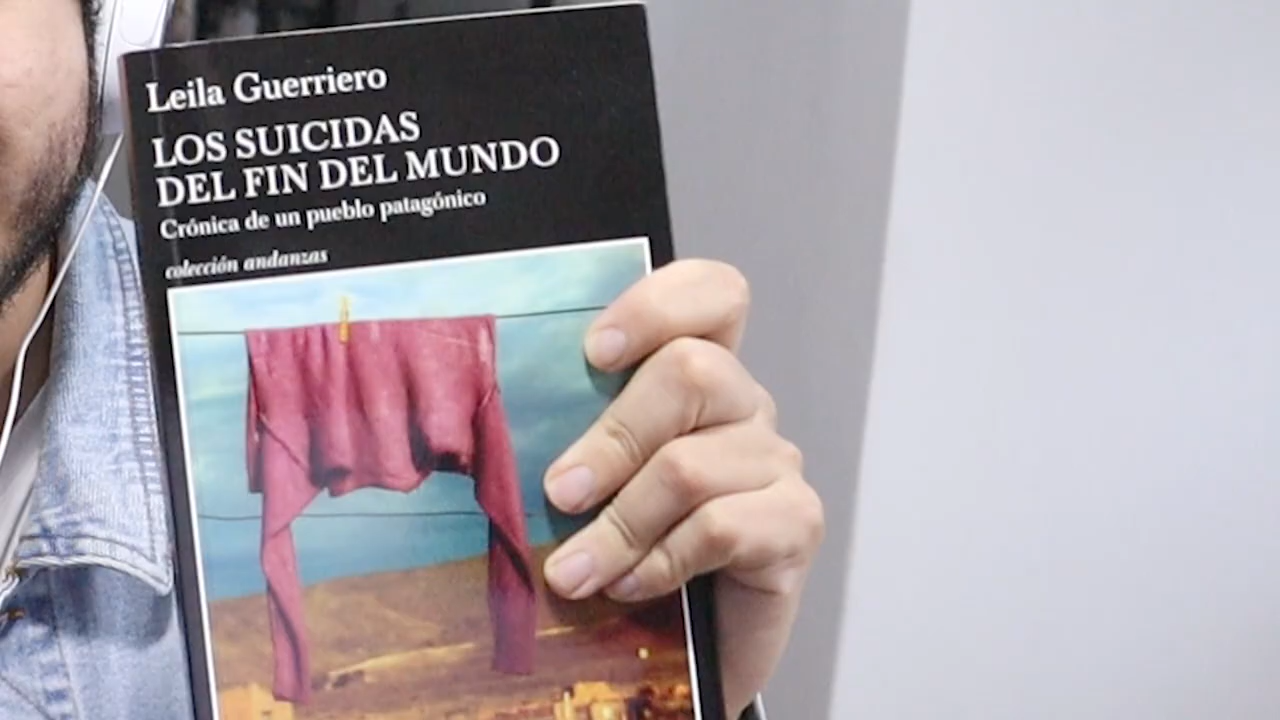 Leila Guerriero
LOS SUICIDAS
DEL FIN DEL MUNDO
Crónica de un pueblo patagónico
colección andanzas